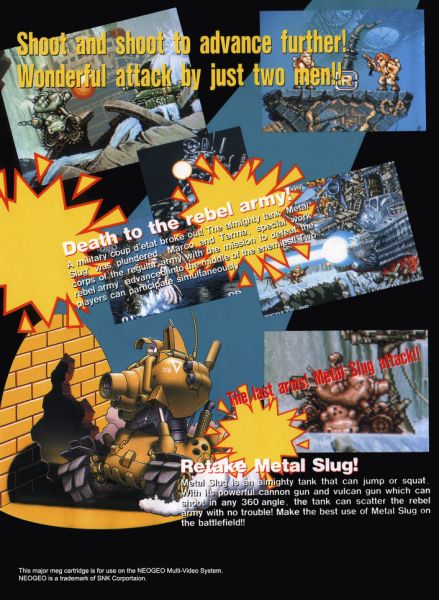 Shoot and shoot to advance further!
Wonderful attack by just two men!!
Death to the rebel army!
A military coup d'etat broke out! The almighty tank "Metal
Slug" was plundered. Marco and Tarma, special work
corps of the regular army with the mission to defeat the
rebel army, advanced into the middle of the enemies!! Two
players can participate simultaneously.
The last arms! Metal Slug attack!!
Retake Metal Slug!
Metal Slug is an almighty tank that can jump or squat.
With its powerful cannon gun and vulcan gun which can
shoot in any 360 angle, the tank can scatter the rebel
army with no trouble! Make the best use of Metal Slug on
the battlefield!!
This major meg cartridge is for use on the NEOGEO Multi-Video System.
NEOGEO is a trademark of SNK Corportaion.